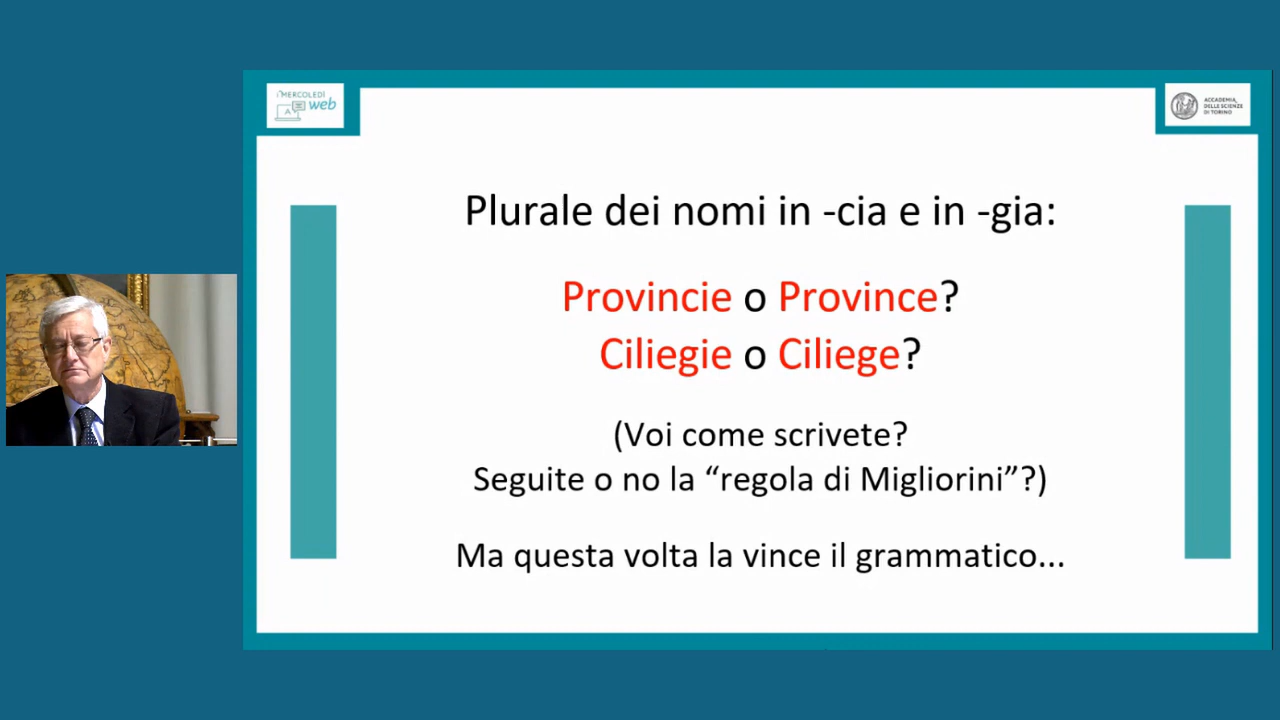 i MERCOLEDÌ
web
A
ACCADEMIA
DELLE SCIENZE
DI TORINO
Plurale dei nomi in -cia e in -gia:
Provincie o Province?
Ciliegie o Ciliege?
(Voi come scrivete?
Seguite o no la “regola di Migliorini”?)
Ma questa volta la vince il grammatico...